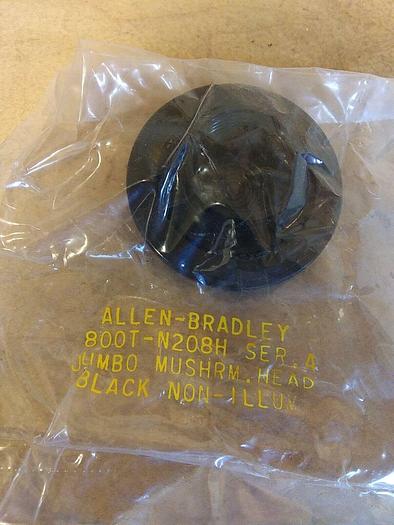 ALLEN-BRADLEY
800T-N208H SER. A
JUMBO MUSHRM. HEAD
BLACK NON-ILLUM